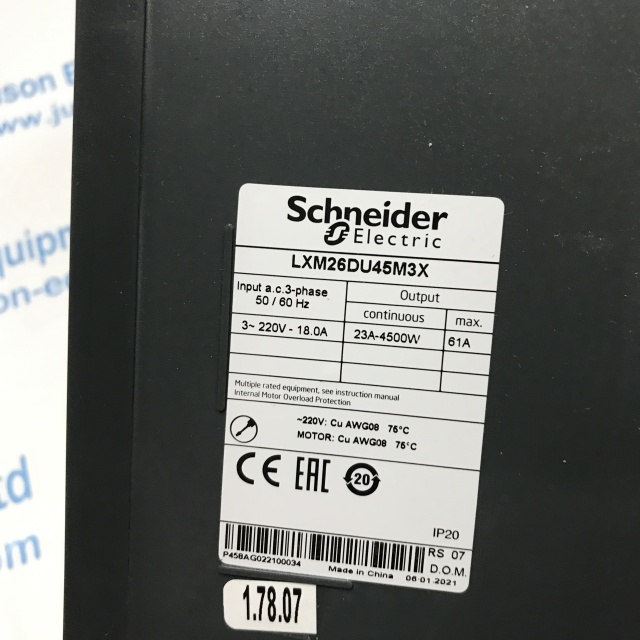 Schneider
Electric
LXM26DU45M3X
Input a.c.3-phase
50 / 60 Hz
Output
continuous
max.
3~ 220V - 18.0A
23A-4500W
61A
Multiple rated equipment, see instruction manual
Internal Motor Overload Protection
~220V: Cu AWG08 75°C
MOTOR: Cu AWG08 75°C
CE EAC 20
IP20
RS 07
P458AG022100034
D.O.M.
Made in China
06-01-2021
1.78.07